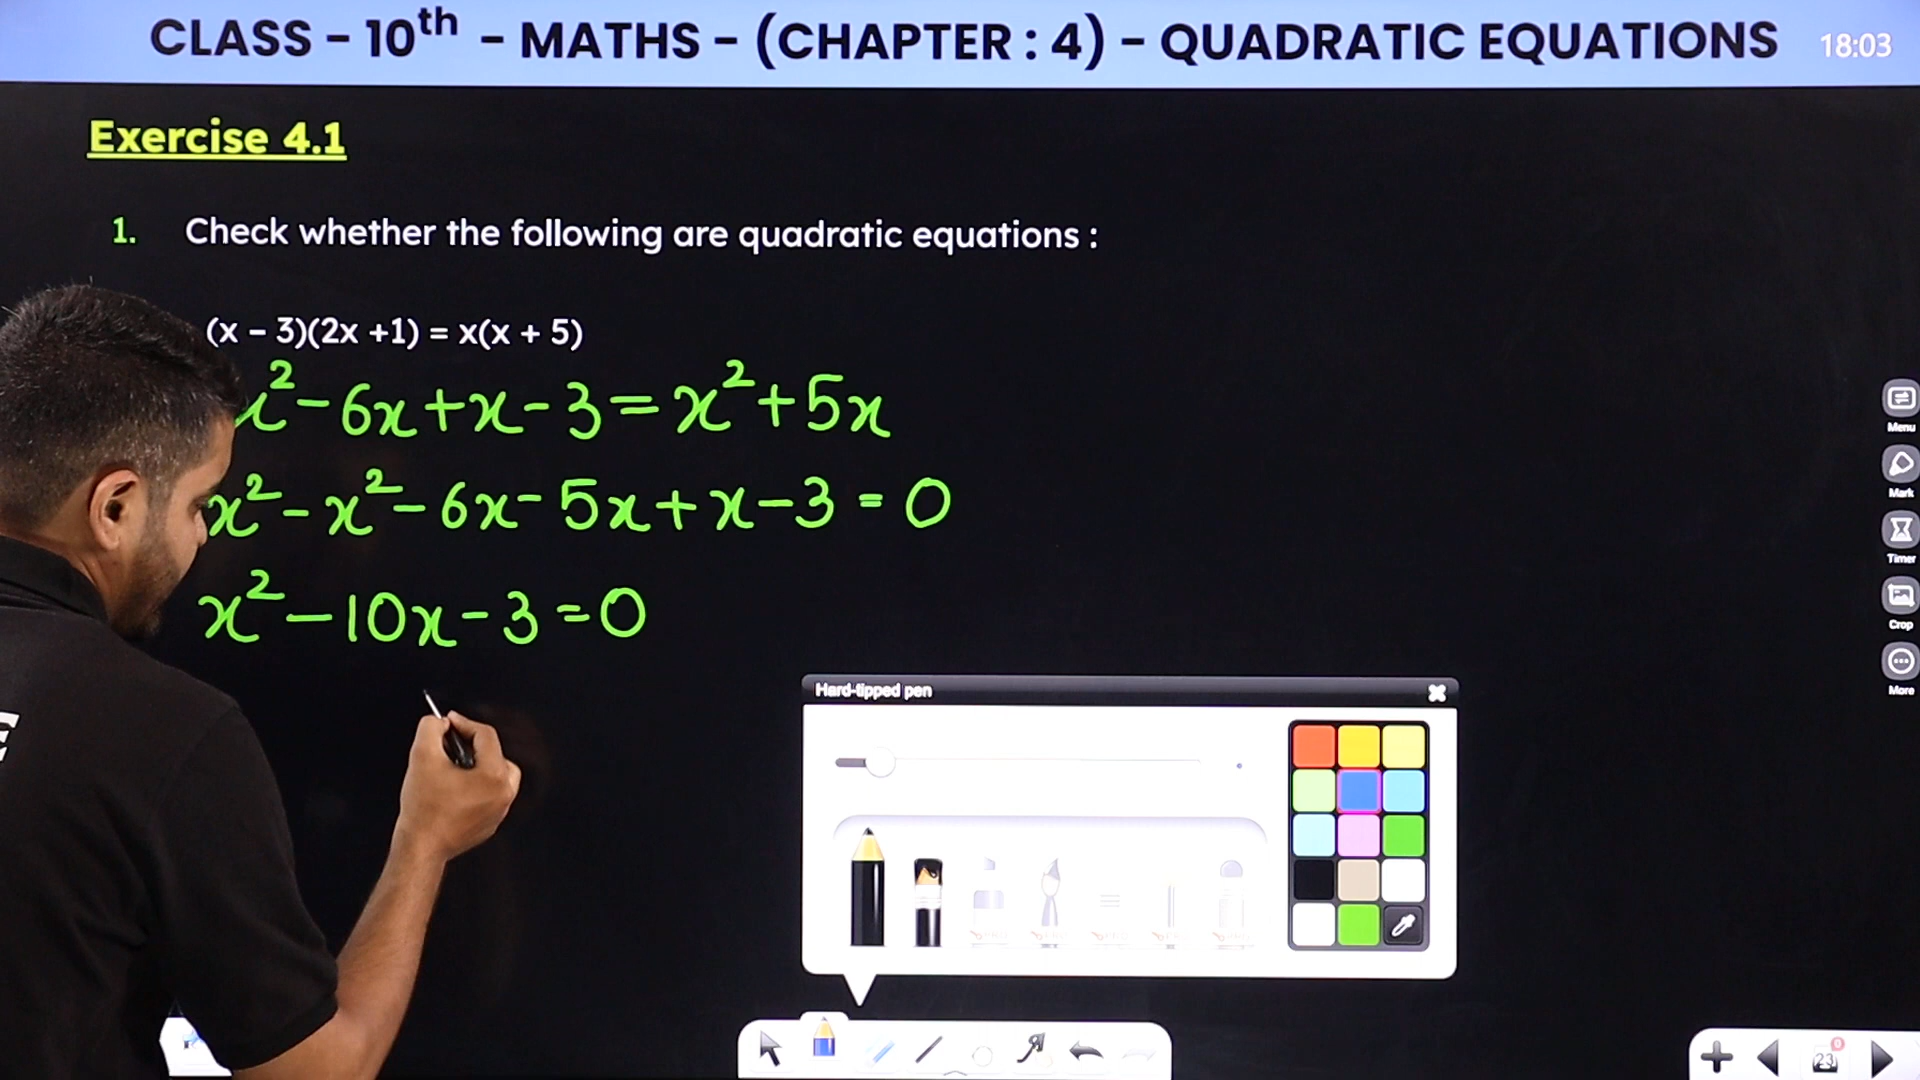 CLASS - 10th - MATHS - (CHAPTER : 4) - QUADRATIC EQUATIONS
18:03
Exercise 4.1
1. Check whether the following are quadratic equations :
(x – 3)(2x +1) = x(x + 5)
x² - 6x + x - 3 = x² + 5x
x² - x² - 6x - 5x + x - 3 = 0
x² - 10x - 3 = 0
Menu
Mark
Timer
Crop
More
Hard-tipped pen
23
0